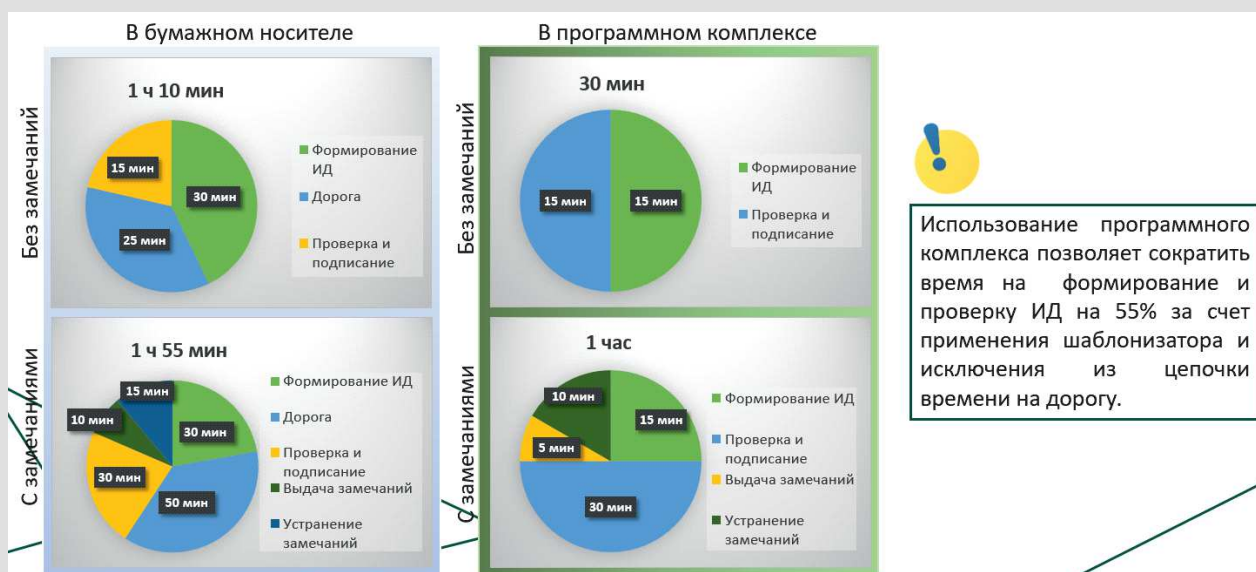 В бумажном носителе
В программном комплексе
Без замечаний
1 ч 10 мин
15 мин
30 мин
25 мин
Формирование
ИД
Дорога
Проверка и
подписание
Без замечаний
30 мин
15 мин
15 мин
Формирование
ИД
Проверка и
подписание
С замечаниями
1 ч 55 мин
15 мин
10 мин
30 мин
30 мин
50 мин
Формирование ИД
Дорога
Проверка и
подписание
Выдача замечаний
Устранение
замечаний
С замечаниями
1 час
10 мин
15 мин
5 мин
30 мин
Формирование ИД
Проверка и
подписание
Выдача замечаний
Устранение
замечаний
Использование программного
комплекса позволяет сократить
время на формирование и
проверку ИД на 55% за счет
применения шаблонизатора и
исключения из цепочки
времени на дорогу.